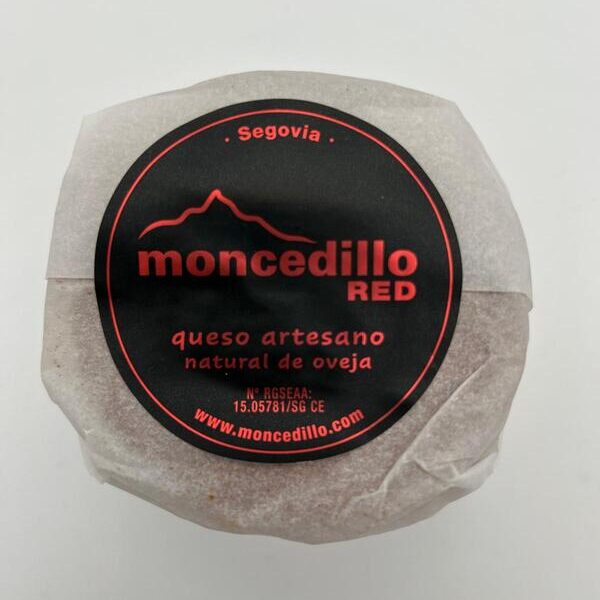 · Segovia ·
moncedillo
RED
queso artesano
natural de oveja
Nº RGSEAA:
15.05781/SG CE
www.moncedillo.com